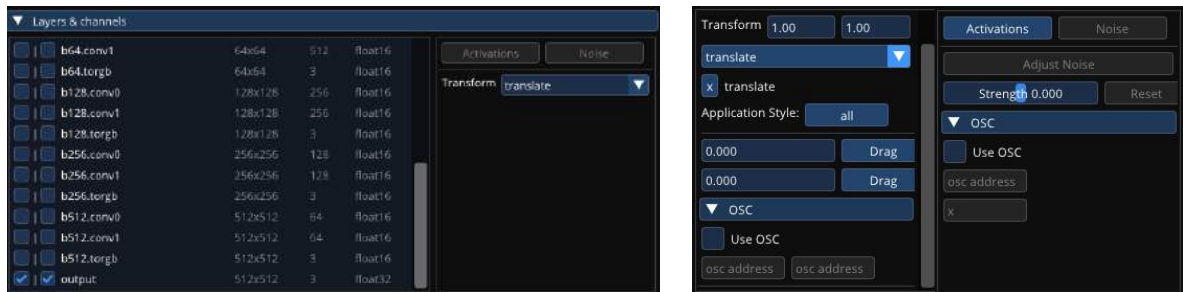 Layers & channels
b64.conv1 64x64 512 float16
b64.torgb 64x64 3 float16
b128.conv0 128x128 256 float16
b128.conv1 128x128 256 float16
b128.torgb 128x128 3 float16
b256.conv0 256x256 128 float16
b256.conv1 256x256 128 float16
b256.torgb 256x256 3 float16
b512.conv0 512x512 64 float16
b512.conv1 512x512 64 float16
b512.torgb 512x512 3 float16
output 512x512 3 float32
Activations Noise
Transform translate
Transform 1.00 1.00
translate
x translate
Application Style: all
0.000 Drag
0.000 Drag
OSC
Use OSC
osc address osc address
Activations Noise
Adjust Noise
Strength 0.000 Reset
OSC
Use OSC
osc address
x